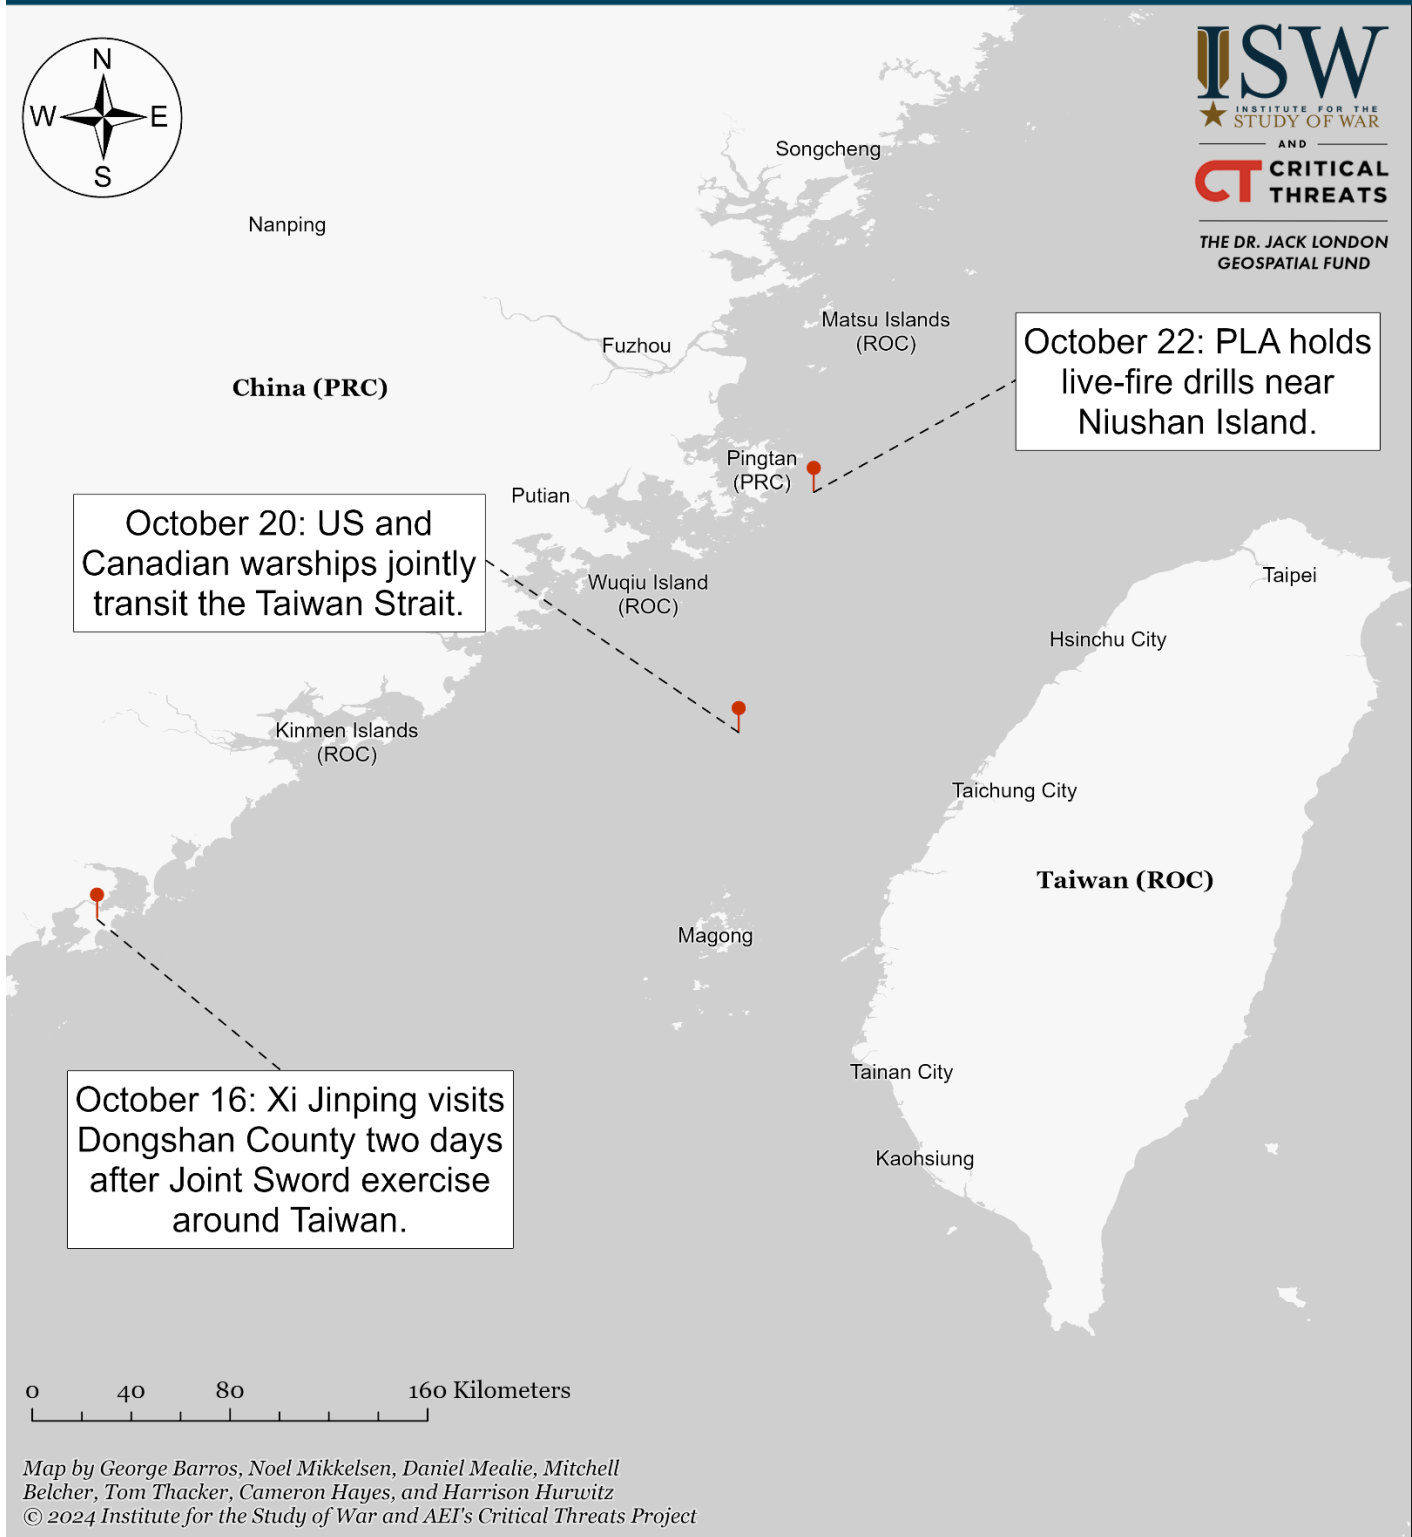 N
W
E
S
ISW
INSTITUTE FOR THE
STUDY OF WAR
AND
CT CRITICAL
THREATS
THE DR. JACK LONDON
GEOSPATIAL FUND
Songcheng
Nanping
Matsu Islands
(ROC)
Fuzhou
China (PRC)
October 22: PLA holds
live-fire drills near
Niushan Island.
Pingtan
(PRC)
Putian
October 20: US and
Canadian warships jointly
transit the Taiwan Strait.
Wuqiu Island
(ROC)
Taipei
Hsinchu City
Kinmen Islands
(ROC)
Taichung City
Taiwan (ROC)
Magong
Tainan City
October 16: Xi Jinping visits
Dongshan County two days
after Joint Sword exercise
around Taiwan.
Kaohsiung
0 40 80 160 Kilometers
Map by George Barros, Noel Mikkelsen, Daniel Mealie, Mitchell
Belcher, Tom Thacker, Cameron Hayes, and Harrison Hurwitz
© 2024 Institute for the Study of War and AEI's Critical Threats Project